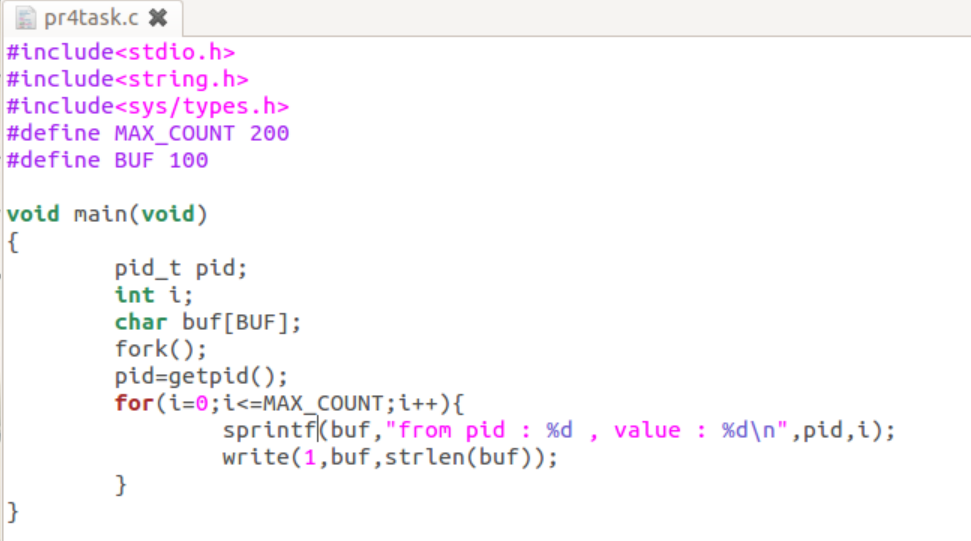 pr4task.c
#include<stdio.h>
#include<string.h>
#include<sys/types.h>
#define MAX_COUNT 200
#define BUF 100
void main(void)
{
pid_t pid;
int i;
char buf[BUF];
fork();
pid=getpid();
for(i=0;i<=MAX_COUNT;i++){
sprintf(buf,"from pid : %d , value : %d\n",pid,i);
write(1,buf,strlen(buf));
}
}